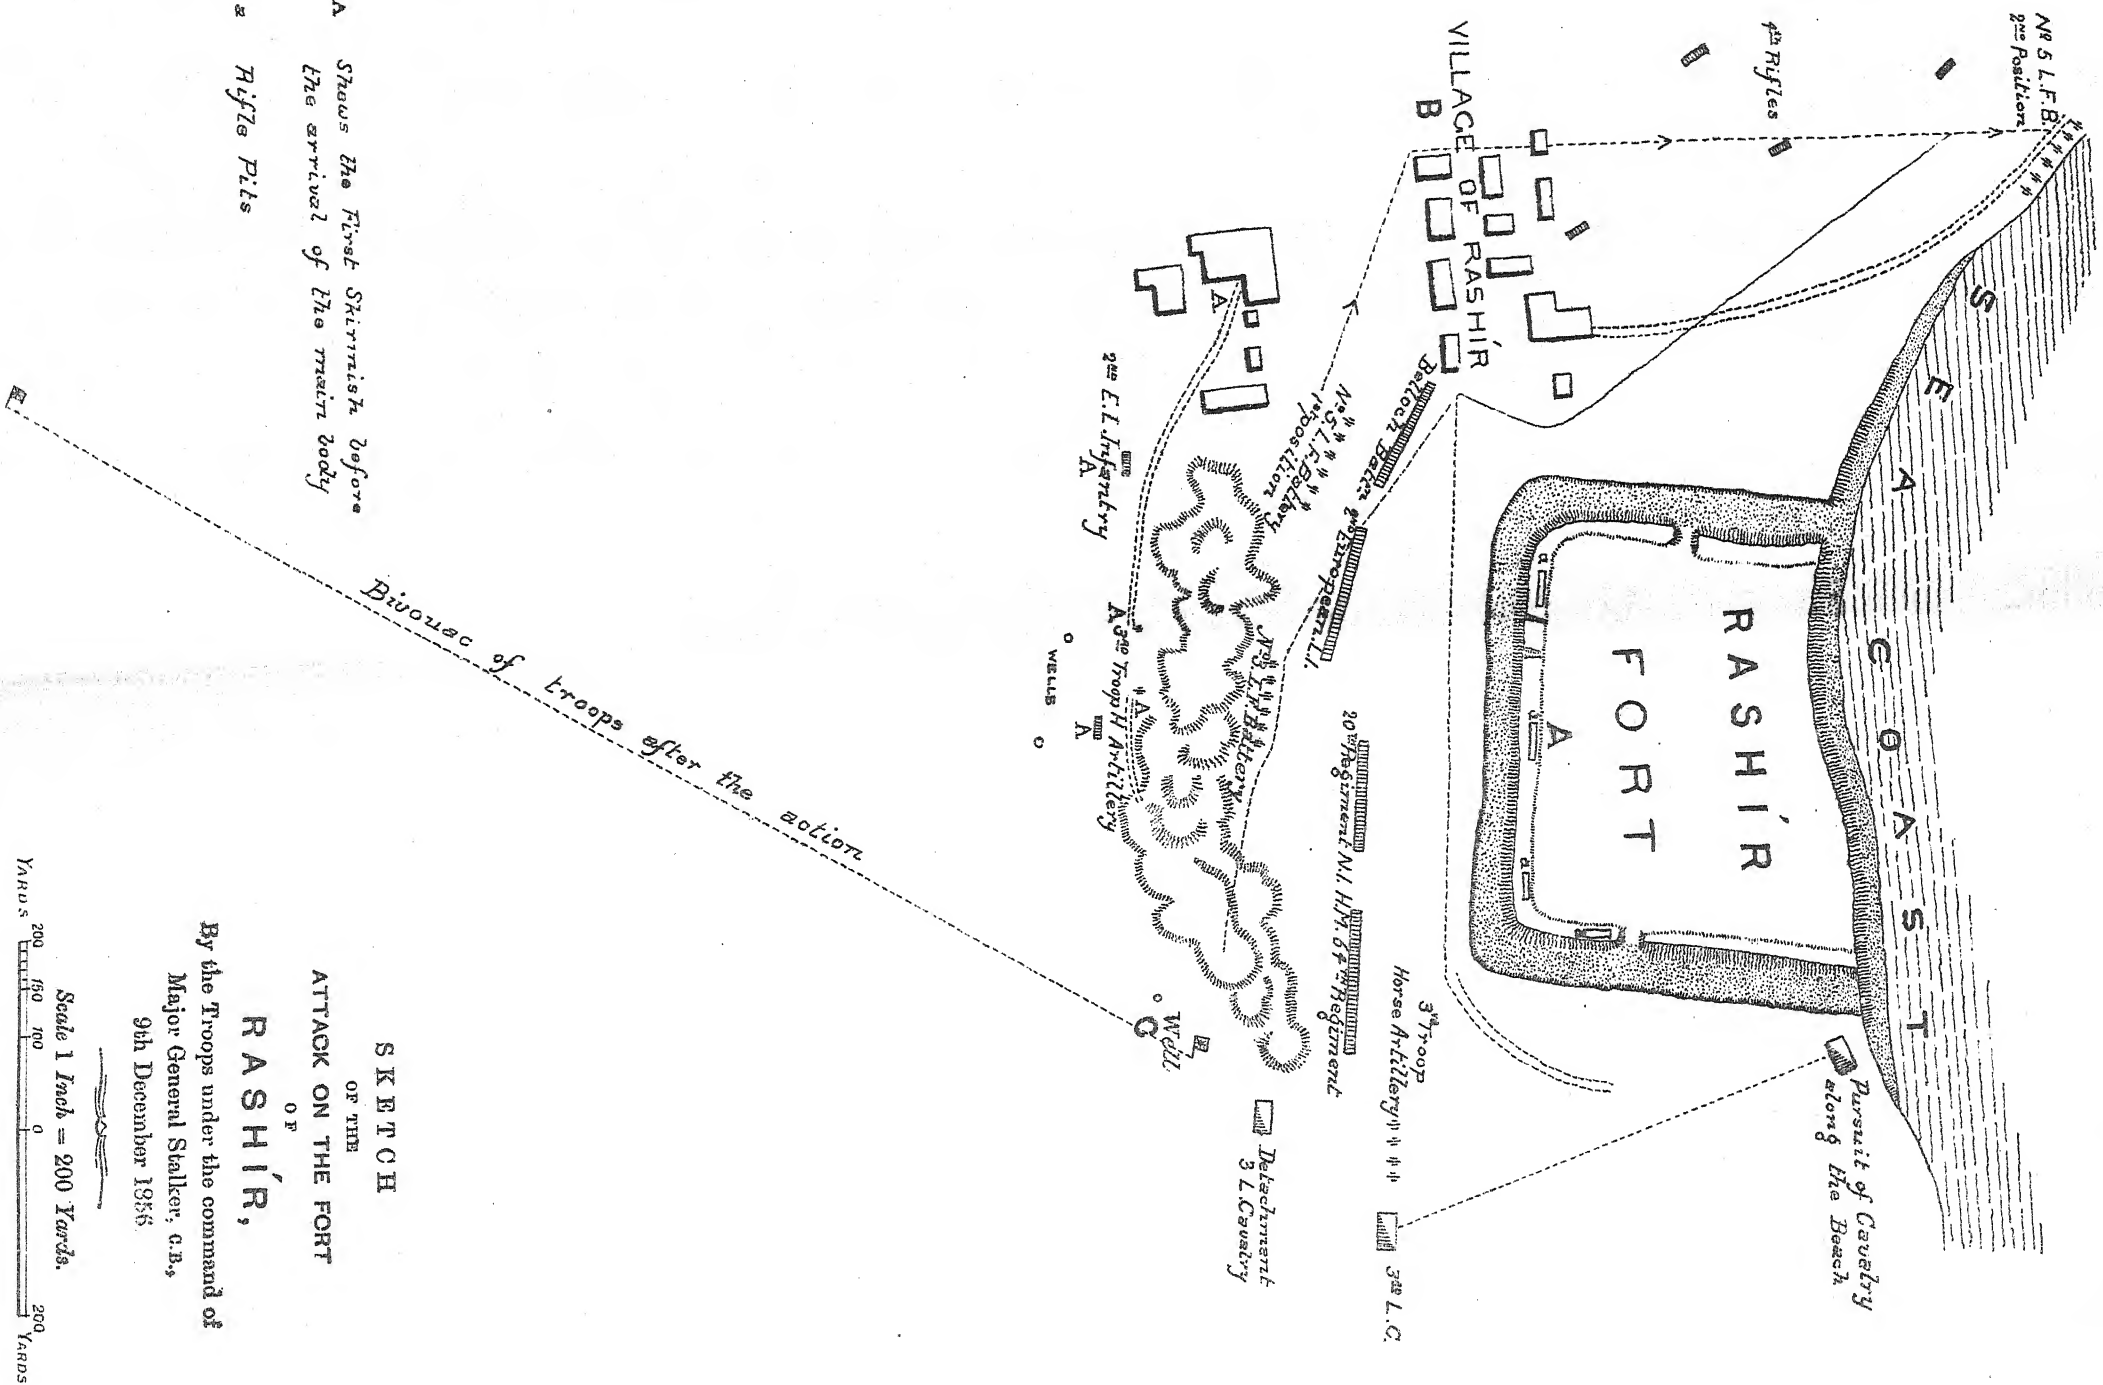 SKETCH
OF THE
ATTACK ON THE FORT
OF
RASHÍR,
By the Troops under the command of
Major General Stalker, C.B.,
9th December 1856.
Scale 1 Inch = 200 Yards.
YARDS 200 150 100 0 200 YARDS
A Shows the First Skirmish before
the arrival of the main body
a Rifle Pits
Nº 5 L.F.B.
2ND Position
4th Rifles
VILLAGE OF RASHÍR
B
SEA COAST
RASHÍR
FORT
A
a
a
a
Pursuit of Cavalry
along the Beach
3rd Troop
Horse Artillery
3rd L.C.
Detachment
3 L. Cavalry
20th Regiment N.I. H.M. 64th Regiment
Belloch Batln 2nd European L.I.
Nº 5 L.F. Battery
1st position
Nº 3 L.F. Battery
A 3rd Troop H Artillery
A
A
2nd E.L. Infantry
A
A
WELLS
Well
C
Bivouac of troops after the action